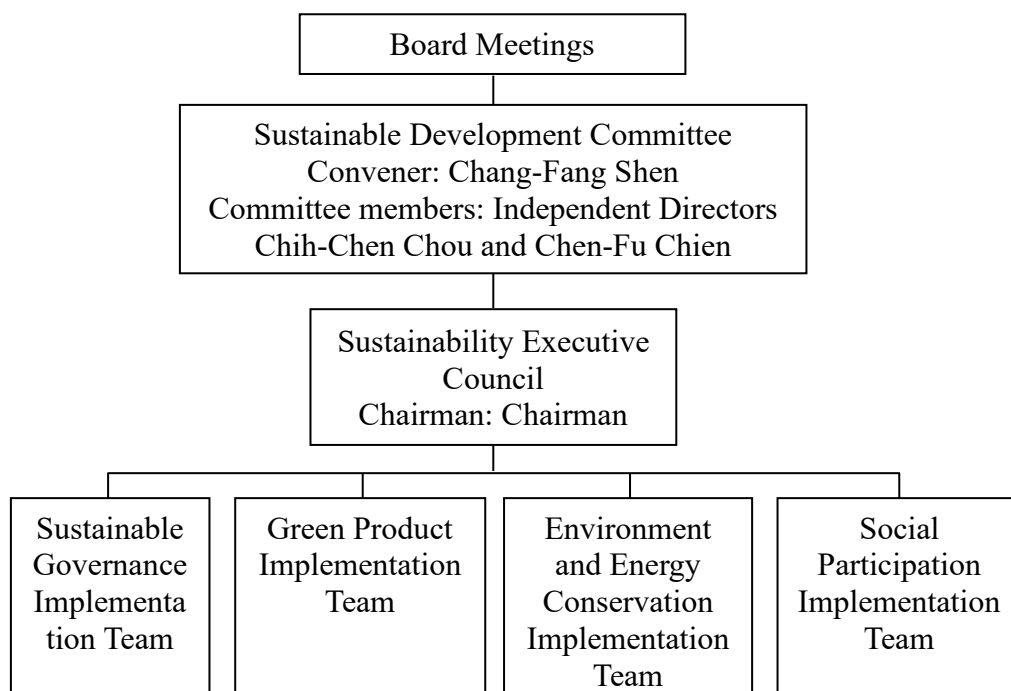 Board Meetings
Sustainable Development Committee
Convener: Chang-Fang Shen
Committee members: Independent Directors
Chih-Chen Chou and Chen-Fu Chien
Sustainability Executive
Council
Chairman: Chairman
Sustainable
Governance
Implementa
tion Team
Green Product
Implementation
Team
Environment
and Energy
Conservation
Implementation
Team
Social
Participation
Implementation
Team